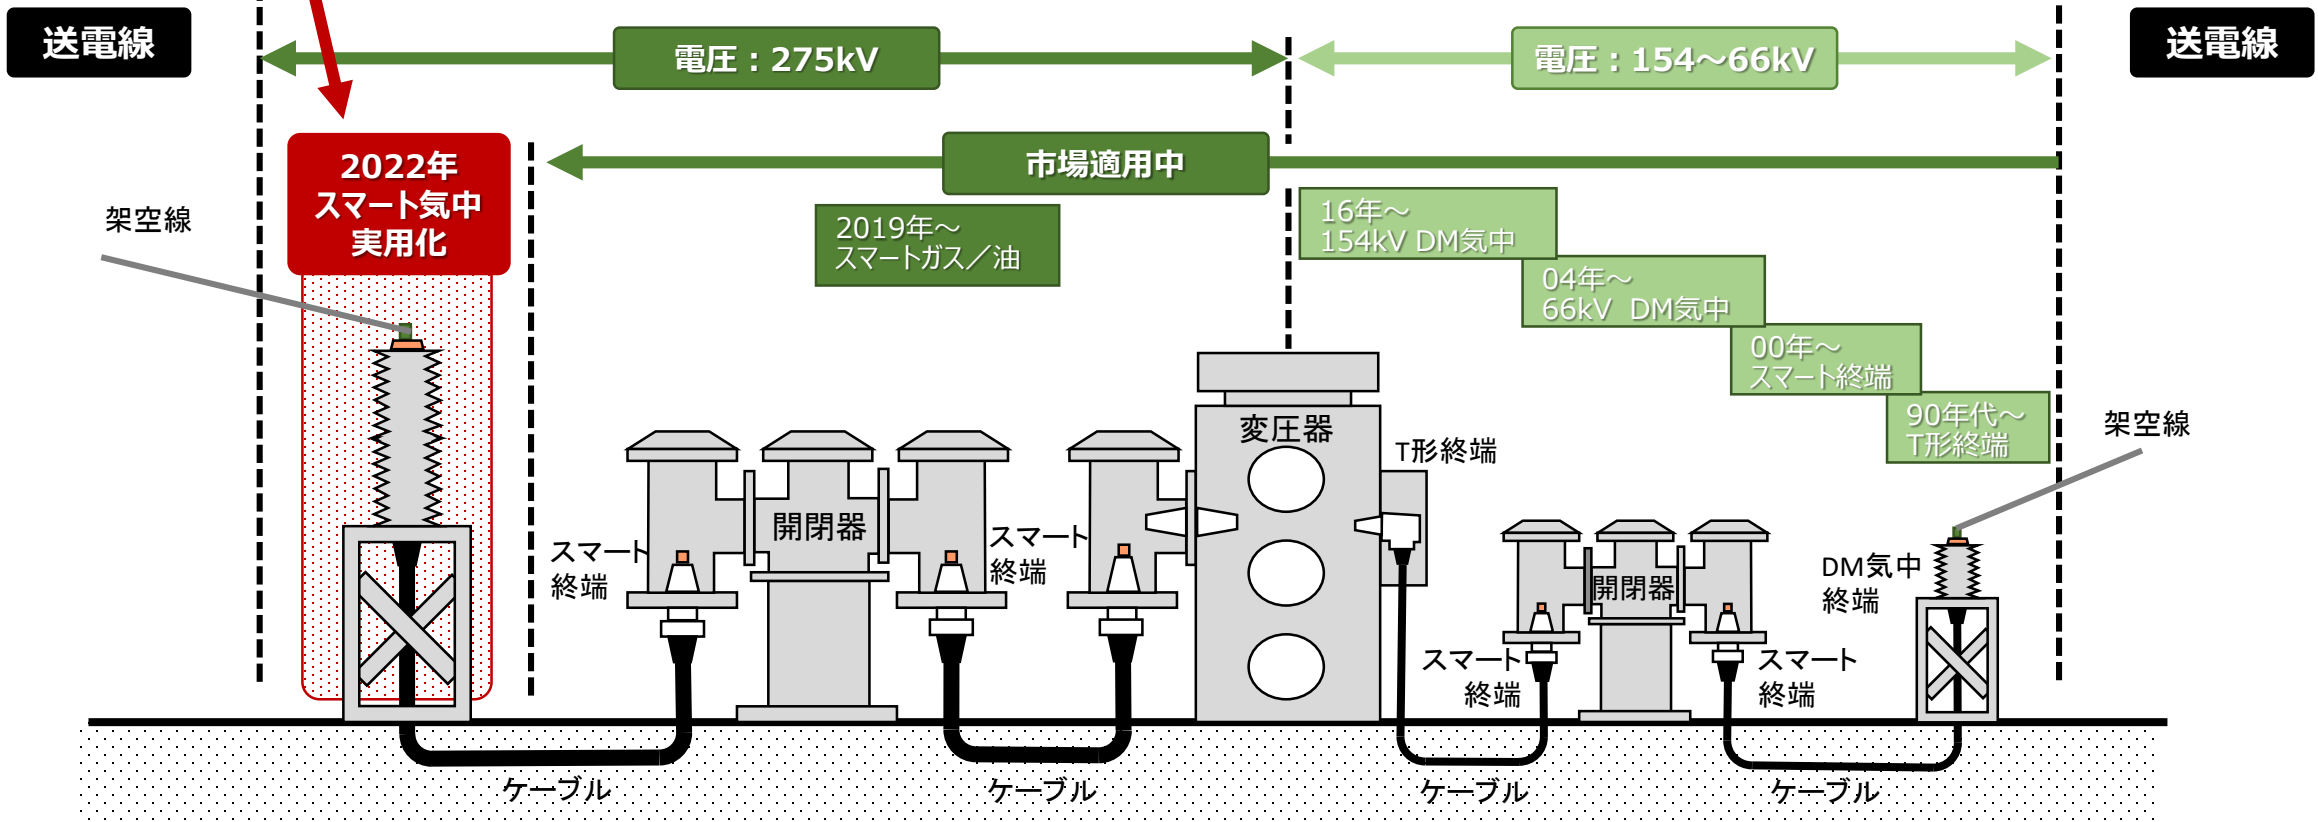 送電線
電圧：275kV
電圧：154～66kV
送電線
2022年
スマート気中
実用化
市場適用中
架空線
2019年～
スマートガス／油
16年～
154kV DM気中
04年～
66kV DM気中
00年～
スマート終端
90年代～
T形終端
架空線
変圧器
T形終端
開閉器
スマート
終端
スマート
終端
開閉器
DM気中
終端
スマート
終端
スマート
終端
ケーブル
ケーブル
ケーブル
ケーブル